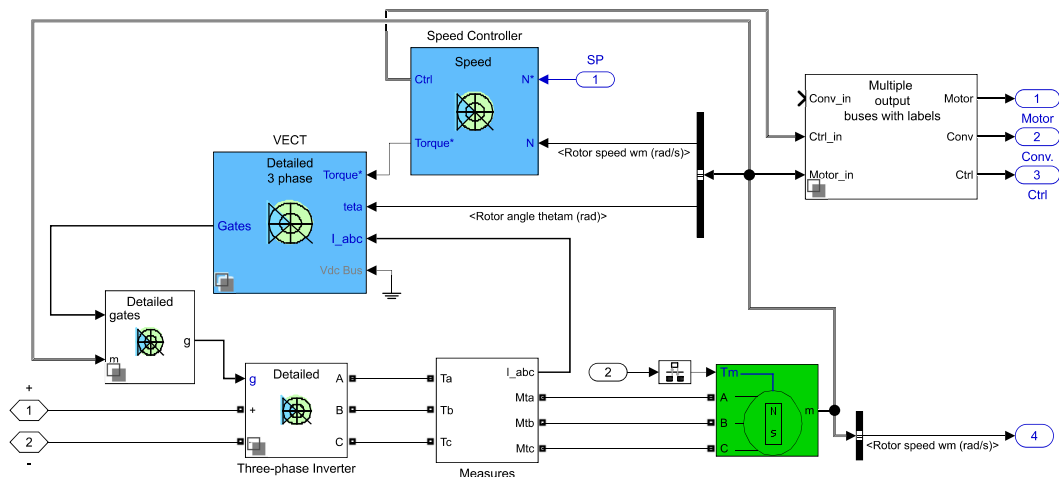 Speed Controller
Speed
Ctrl
N*
Torque*
N
SP
1
<Rotor speed wm (rad/s)>
Multiple
output
buses with labels
Conv_in
Ctrl_in
Motor_in
Motor
Conv
Ctrl
1
Motor
2
Conv.
3
Ctrl
VECT
Detailed
3 phase
Torque*
teta
Gates
I_abc
Vdc Bus
<Rotor angle thetam (rad)>
Detailed
gates
g
m
+
1
2
-
Detailed
g
A
+
B
C
Three-phase Inverter
Ta
Tb
Tc
I_abc
Mta
Mtb
Mtc
Measures
2
Tm
A
B
C
N
S
m
<Rotor speed wm (rad/s)>
4